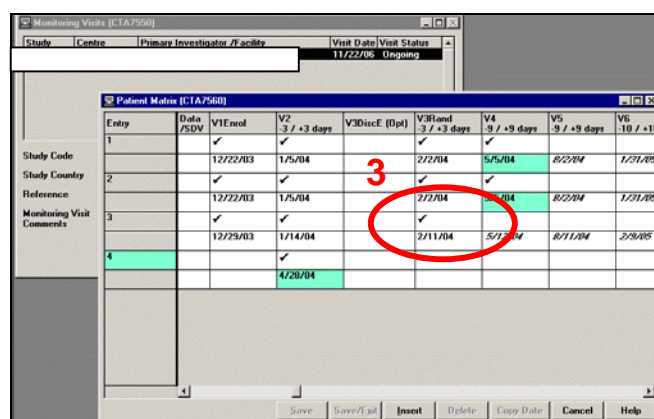 Monitoring Visits (CTA7550)
Study Centre Primary Investigator /Facility Visit Date Visit Status
11/22/06 Ongoing
Patient Matrix (CTA7560)
Entry Data /SDV V1Enrol V2 -3 / +3 days V3DiscE (Opt) V3Rand -3 / +3 days V4 -9 / +9 days V5 -9 / +9 days V6 -10 / +1
1 ✓ ✓ ✓ ✓
12/22/03 1/5/04 2/2/04 5/5/04 8/2/04 1/31/05
2 ✓ ✓ ✓ ✓
12/22/03 1/5/04 2/2/04 5/5/04 8/2/04 1/31/05
3 ✓ ✓ ✓
12/29/03 1/14/04 2/11/04 5/12/04 8/11/04 2/9/05
4 ✓
4/28/04
Study Code
Study Country
Reference
Monitoring Visit
Comments
3
Save Save/Exit Insert Delete Copy Date Cancel Help